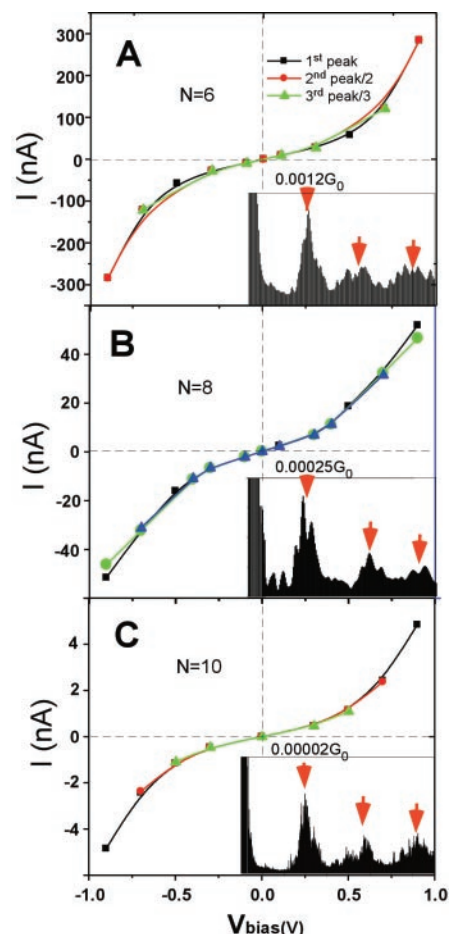 A
N=6
1st peak
2nd peak/2
3rd peak/3
I (nA)
300
200
100
0
-100
-200
-300
0.0012G0
B
N=8
I (nA)
40
20
0
-20
-40
0.00025G0
C
N=10
I (nA)
4
2
0
-2
-4
0.00002G0
-1.0 -0.5 0.0 0.5 1.0
Vbias(V)